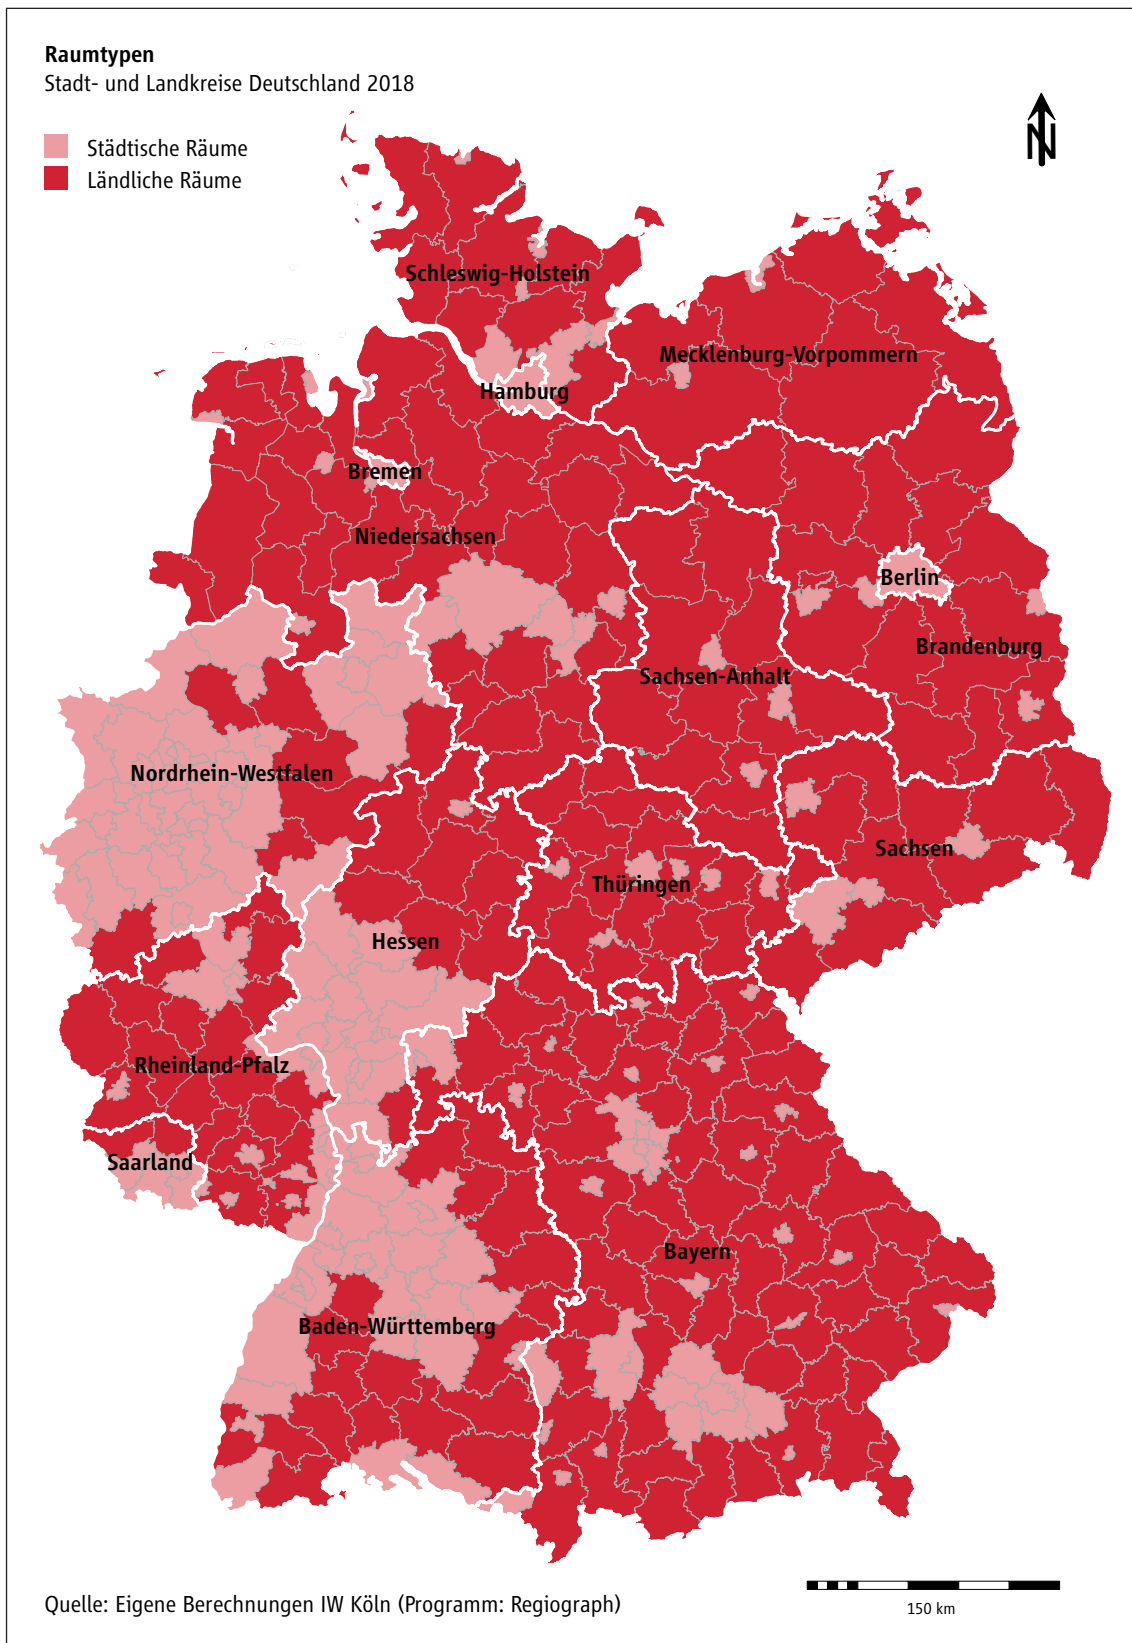 Raumtypen
Stadt- und Landkreise Deutschland 2018
Städtische Räume
Ländliche Räume
N
Schleswig-Holstein
Mecklenburg-Vorpommern
Hamburg
Bremen
Niedersachsen
Berlin
Brandenburg
Sachsen-Anhalt
Nordrhein-Westfalen
Sachsen
Thüringen
Hessen
Rheinland-Pfalz
Saarland
Bayern
Baden-Württemberg
Quelle: Eigene Berechnungen IW Köln (Programm: Regiograph)
150 km